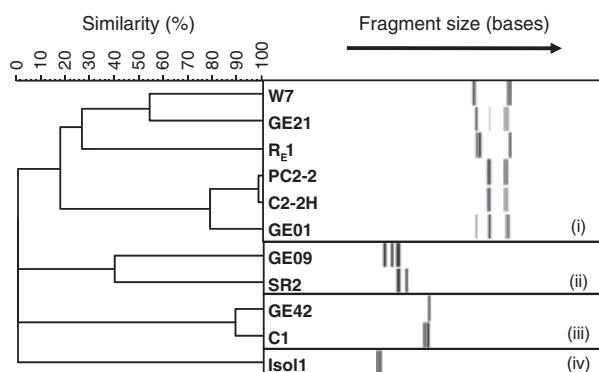 Similarity (%) Fragment size (bases)
0 10 20 30 40 50 60 70 80 90 100
W7
GE21
RE1
PC2-2
C2-2H
GE01 (i)
GE09
SR2 (ii)
GE42
C1 (iii)
Isol1 (iv)